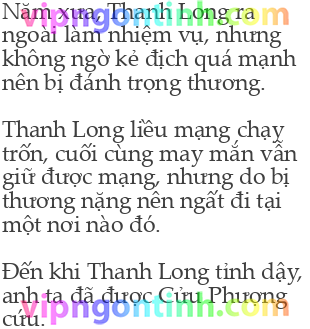 Năm xưa, Thanh Long ra
ngoài làm nhiệm vụ, nhưng
không ngờ kẻ địch quá mạnh
nên bị đánh trọng thương.
Thanh Long liều mạng chạy
trốn, cuối cùng may mắn vẫn
giữ được mạng, nhưng do bị
thương nặng nên ngất đi tại
một nơi nào đó.
Đến khi Thanh Long tỉnh dậy,
anh ta đã được Cửu Phượng
cứu.
vipngontinh.com
vipngontinh.com